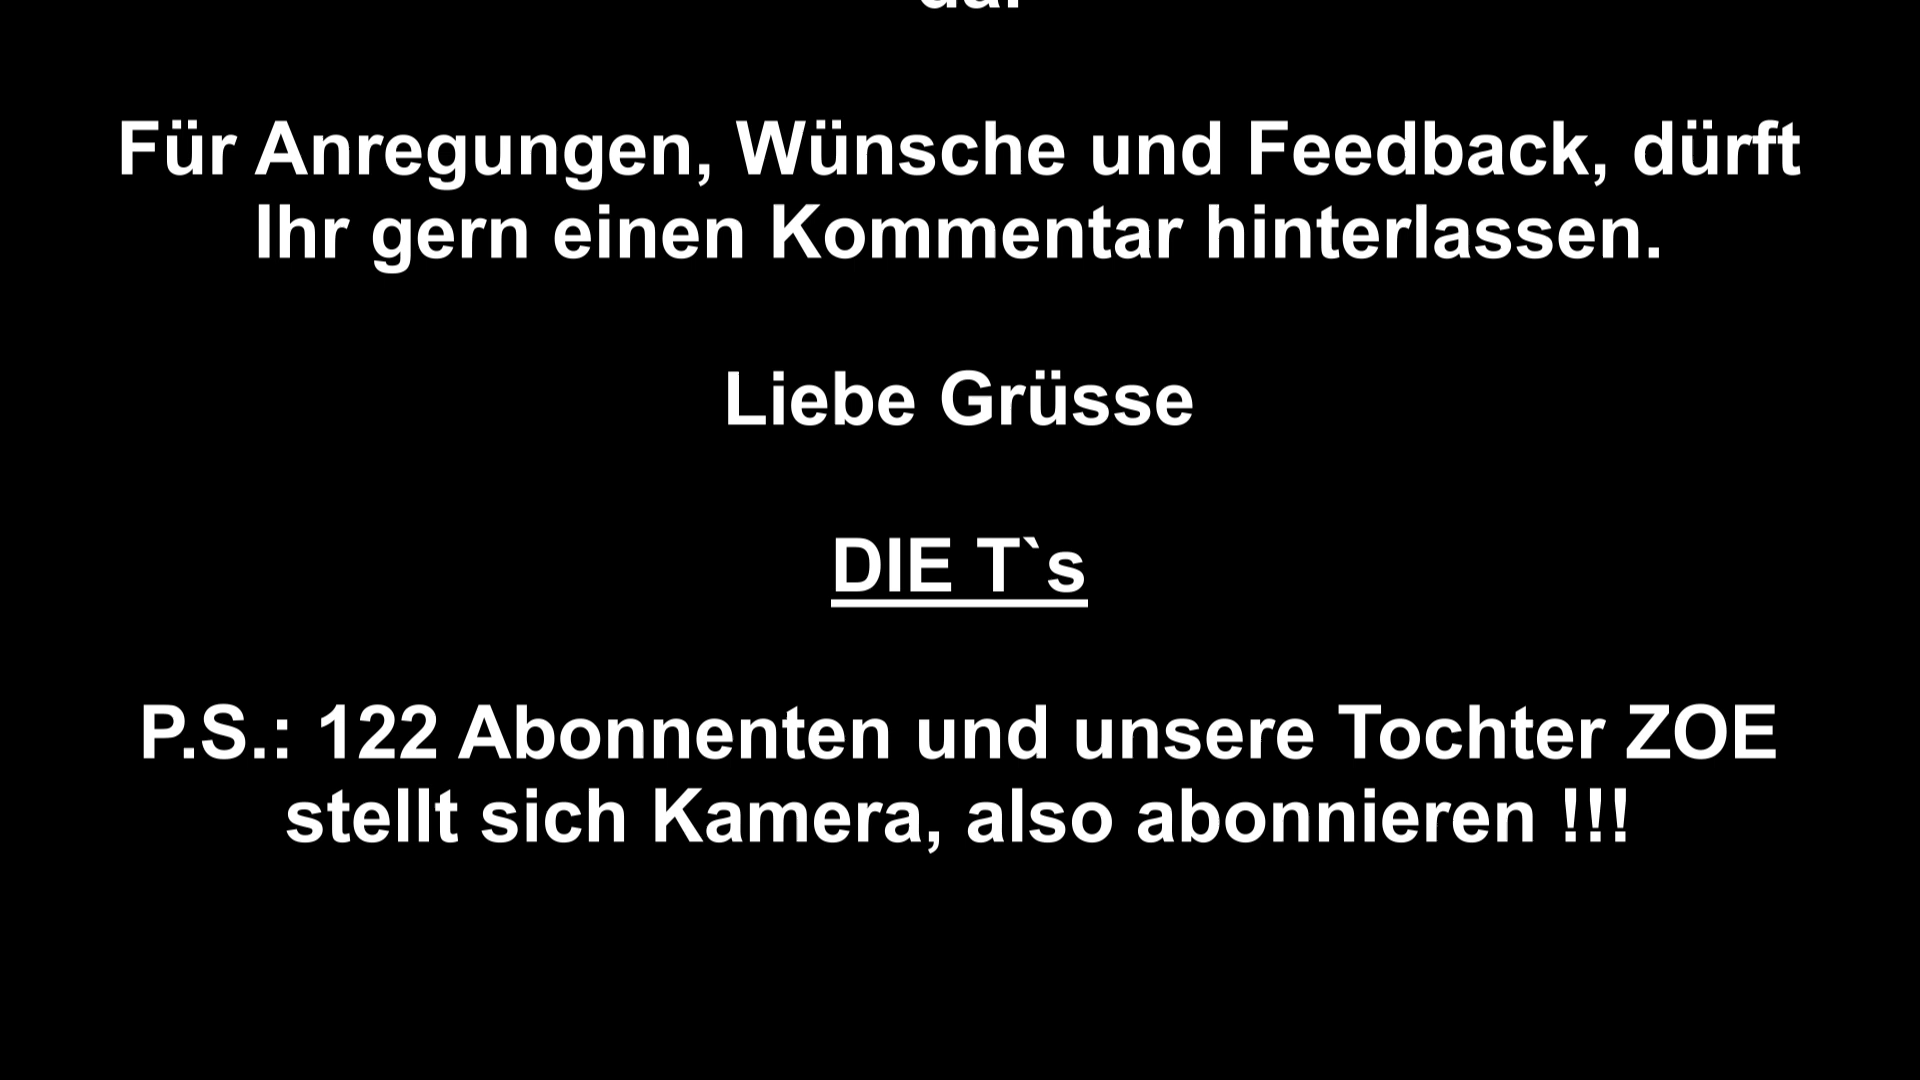 Für Anregungen, Wünsche und Feedback, dürft
Ihr gern einen Kommentar hinterlassen.
Liebe Grüsse
DIE T`s
P.S.: 122 Abonnenten und unsere Tochter ZOE
stellt sich Kamera, also abonnieren !!!